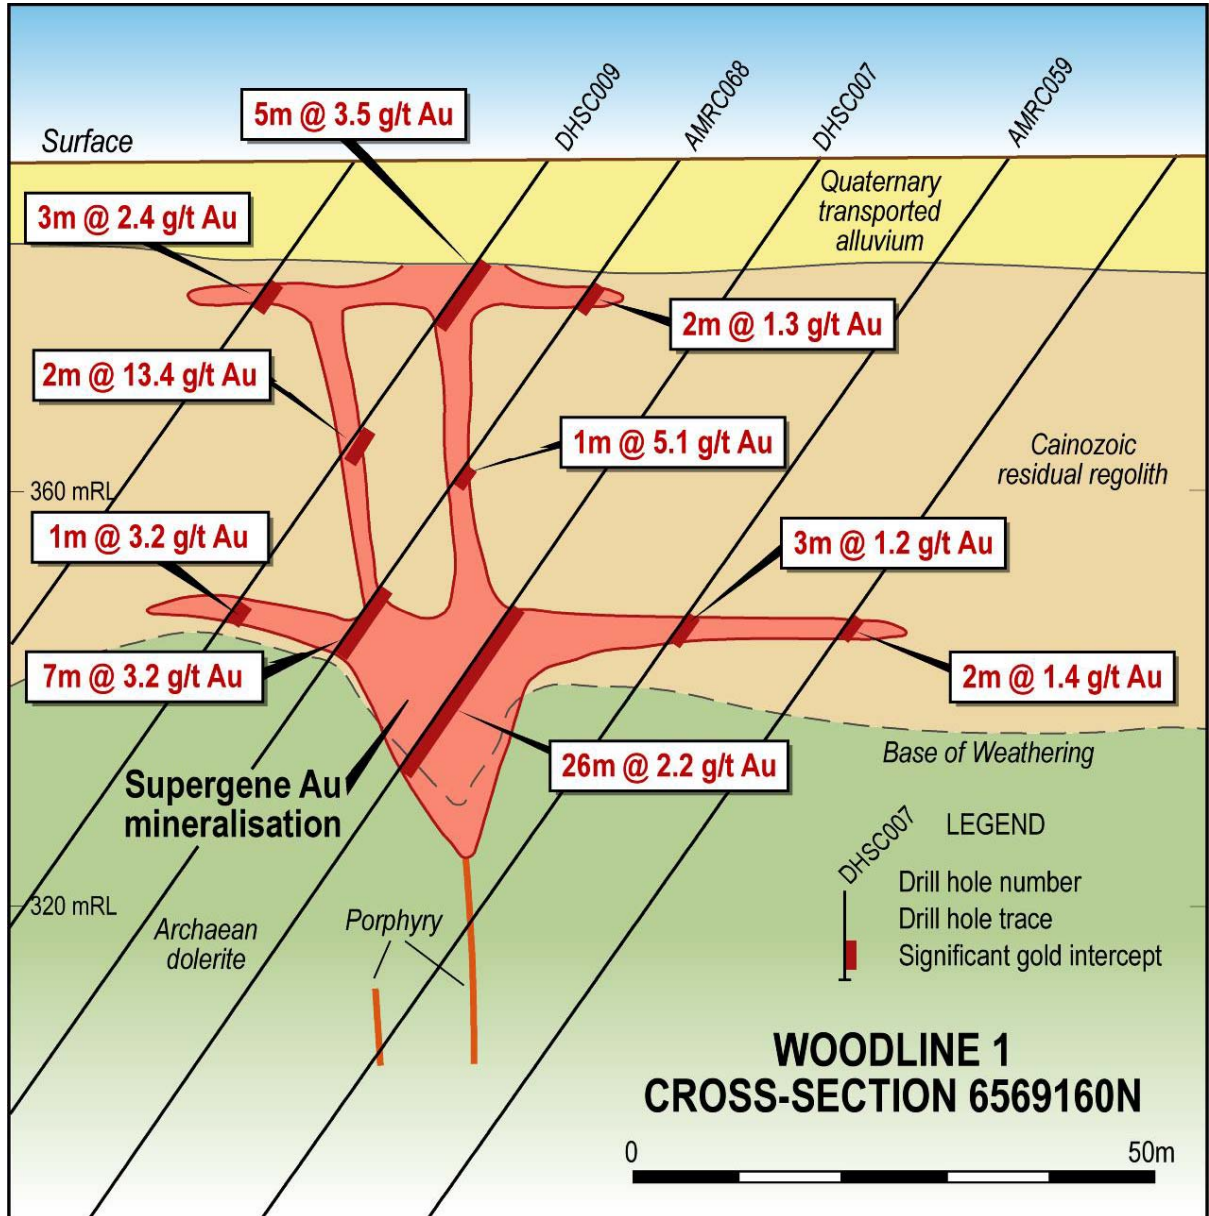 DHSC009
AMRC068
DHSC007
AMRC059
5m @ 3.5 g/t Au
Surface
3m @ 2.4 g/t Au
Quaternary
transported
alluvium
2m @ 1.3 g/t Au
2m @ 13.4 g/t Au
1m @ 5.1 g/t Au
Cainozoic
residual regolith
360 mRL
1m @ 3.2 g/t Au
3m @ 1.2 g/t Au
7m @ 3.2 g/t Au
2m @ 1.4 g/t Au
26m @ 2.2 g/t Au
Base of Weathering
Supergene Au
mineralisation
LEGEND
DHSC007
Drill hole number
Drill hole trace
Significant gold intercept
320 mRL
Archaean
dolerite
Porphyry
WOODLINE 1
CROSS-SECTION 6569160N
0 50m